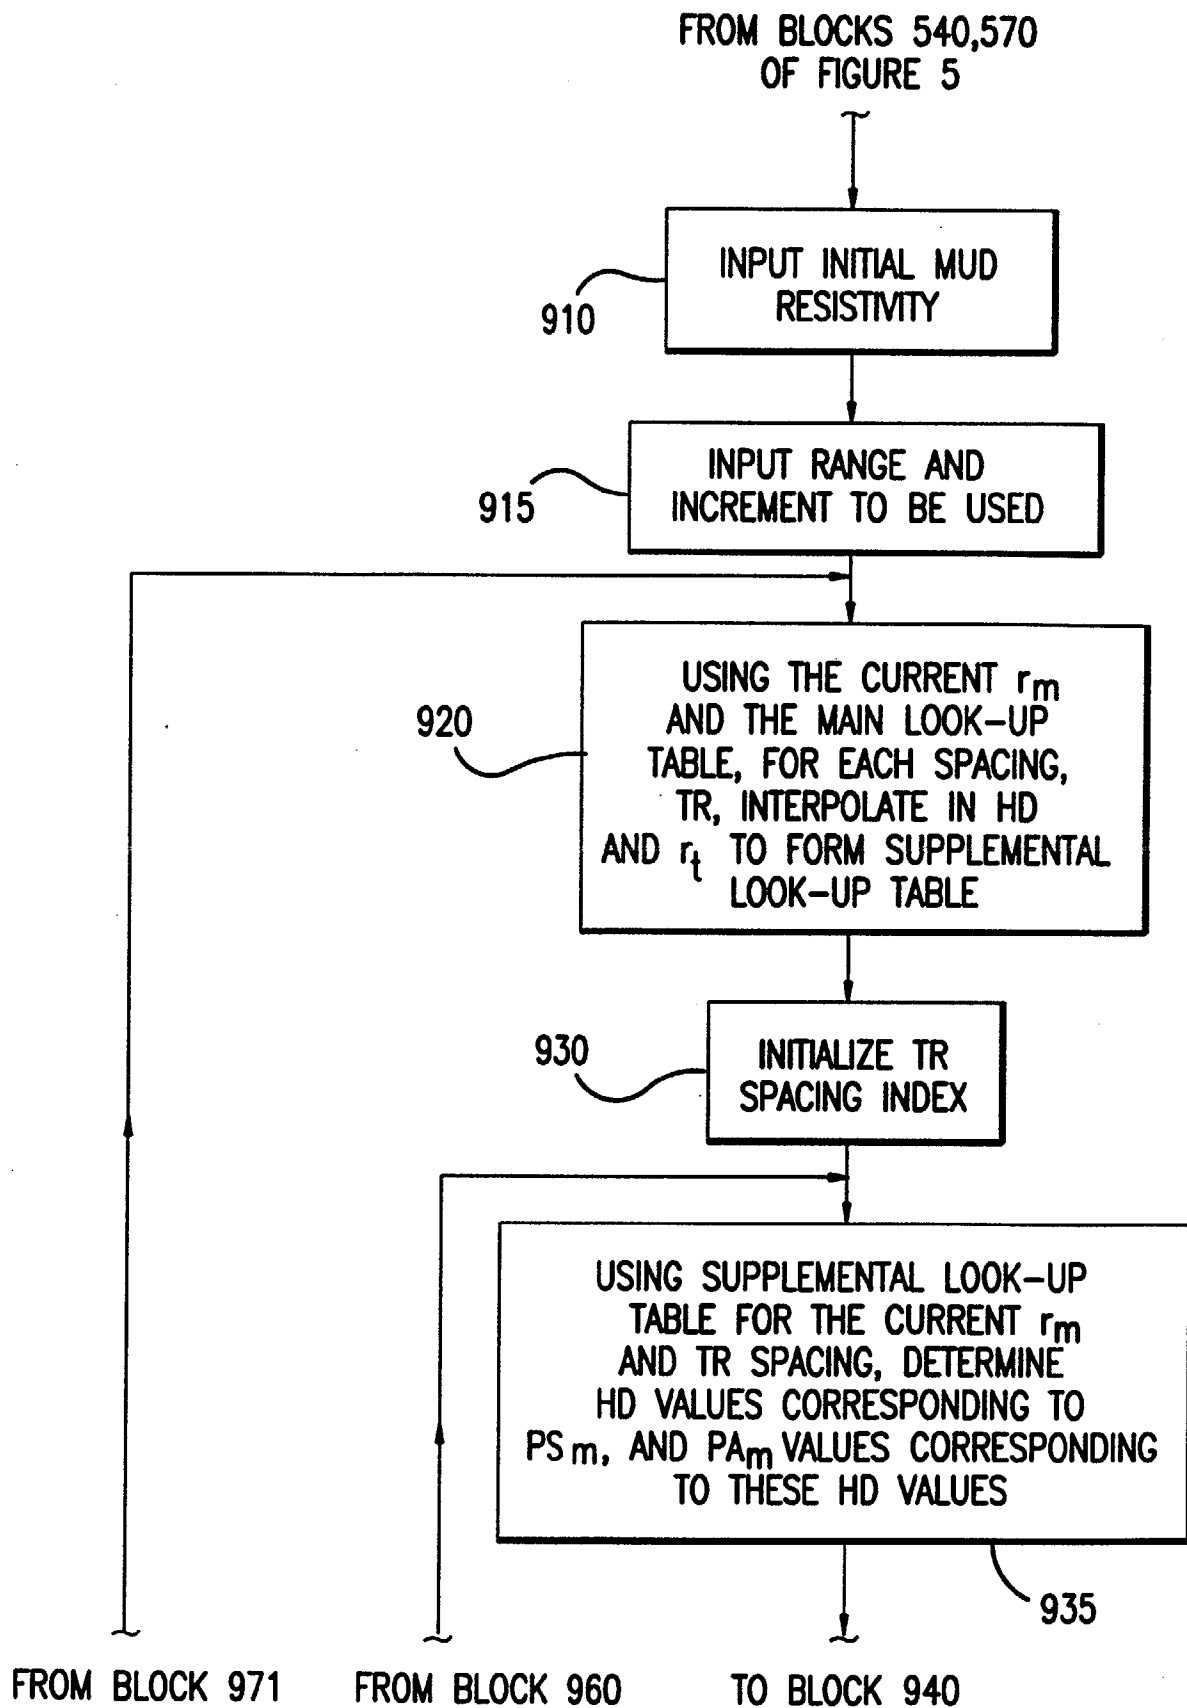 FROM BLOCKS 540,570
OF FIGURE 5
INPUT INITIAL MUD
RESISTIVITY
910
INPUT RANGE AND
INCREMENT TO BE USED
915
USING THE CURRENT rm
AND THE MAIN LOOK-UP
TABLE, FOR EACH SPACING,
TR, INTERPOLATE IN HD
AND rt TO FORM SUPPLEMENTAL
LOOK-UP TABLE
920
INITIALIZE TR
SPACING INDEX
930
USING SUPPLEMENTAL LOOK-UP
TABLE FOR THE CURRENT rm
AND TR SPACING, DETERMINE
HD VALUES CORRESPONDING TO
PSm, AND PAm VALUES CORRESPONDING
TO THESE HD VALUES
935
FROM BLOCK 971
FROM BLOCK 960
TO BLOCK 940